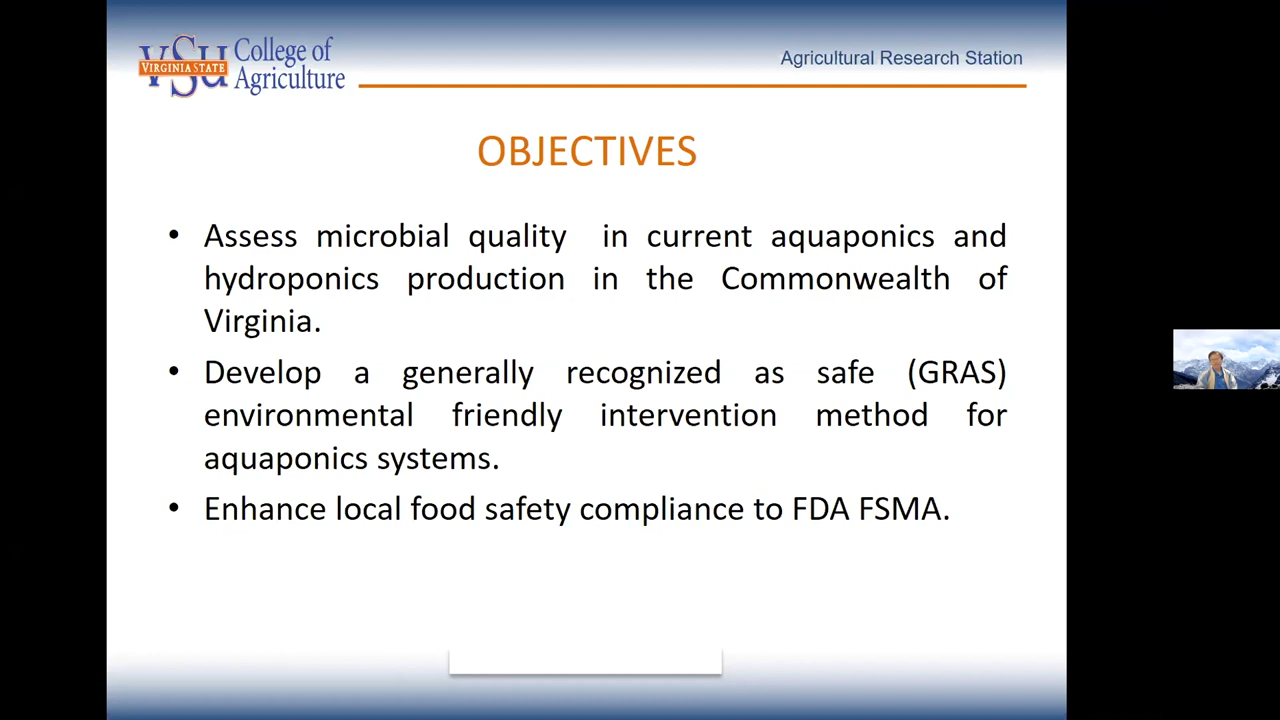 VSU
VIRGINIA STATE
College of
Agriculture
Agricultural Research Station
OBJECTIVES
• Assess microbial quality in current aquaponics and
hydroponics production in the Commonwealth of
Virginia.
• Develop a generally recognized as safe (GRAS)
environmental friendly intervention method for
aquaponics systems.
• Enhance local food safety compliance to FDA FSMA.